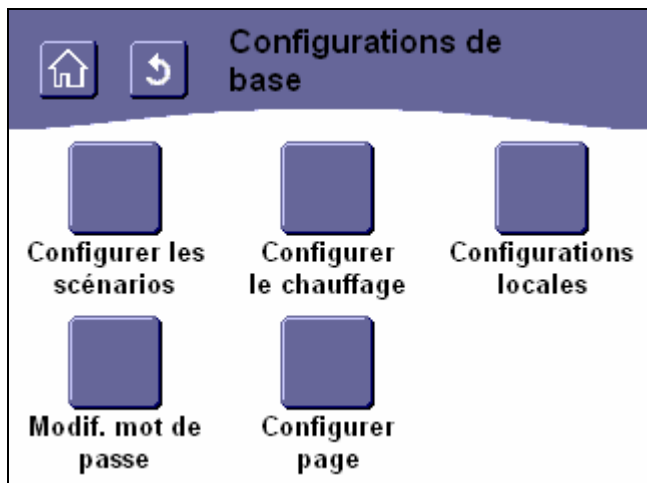 Configurations de
base
Configurer les
scénarios
Configurer
le chauffage
Configurations
locales
Modif. mot de
passe
Configurer
page